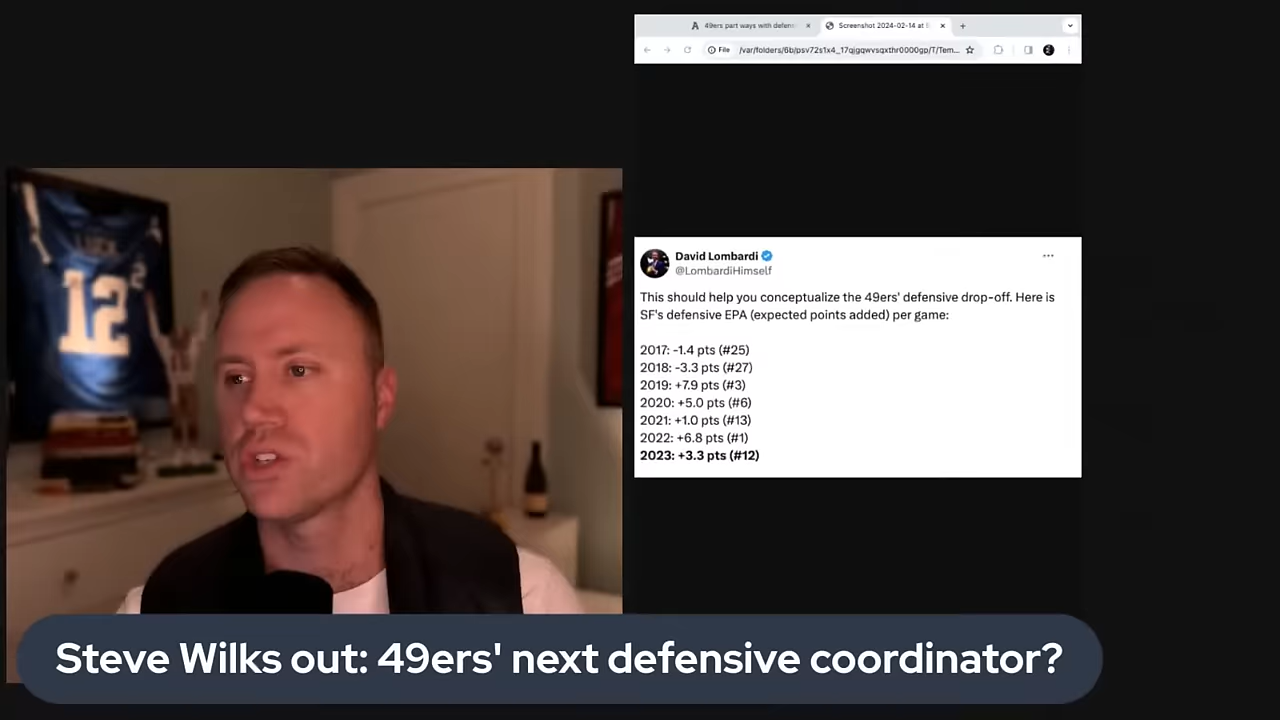 49ers part ways with defens
Screenshot 2024-02-14 at
File
/var/folders/6b/psv72s1x4_17qjgqwvsqxthr0000gp/T/Tem...
David Lombardi
@LombardiHimself
This should help you conceptualize the 49ers' defensive drop-off. Here is
SF's defensive EPA (expected points added) per game:
2017: -1.4 pts (#25)
2018: -3.3 pts (#27)
2019: +7.9 pts (#3)
2020: +5.0 pts (#6)
2021: +1.0 pts (#13)
2022: +6.8 pts (#1)
2023: +3.3 pts (#12)
LUCK
12
12
Steve Wilks out: 49ers' next defensive coordinator?